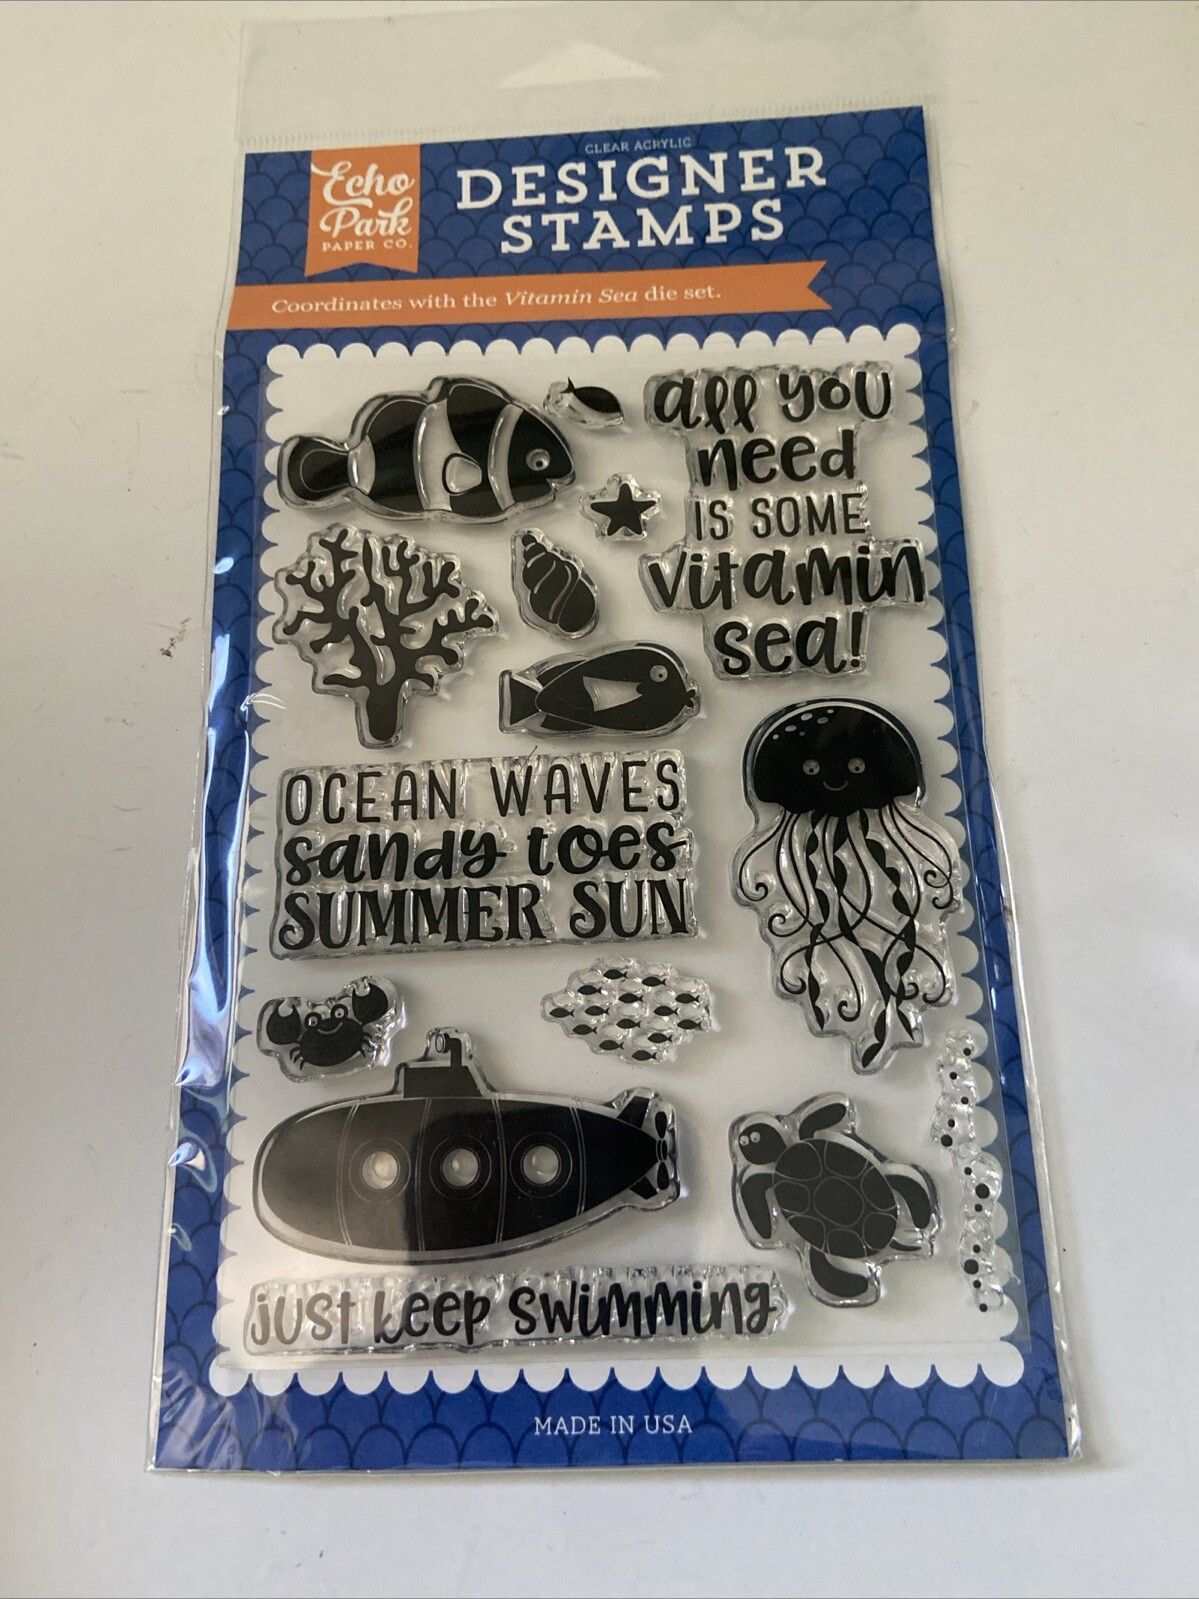 Echo
Park
PAPER CO.
CLEAR ACRYLIC
DESIGNER
STAMPS
Coordinates with the Vitamin Sea die set.
all you
need
IS SOME
vitamin
sea!
OCEAN WAVES
sandy toes
SUMMER SUN
just keep swimming
MADE IN USA